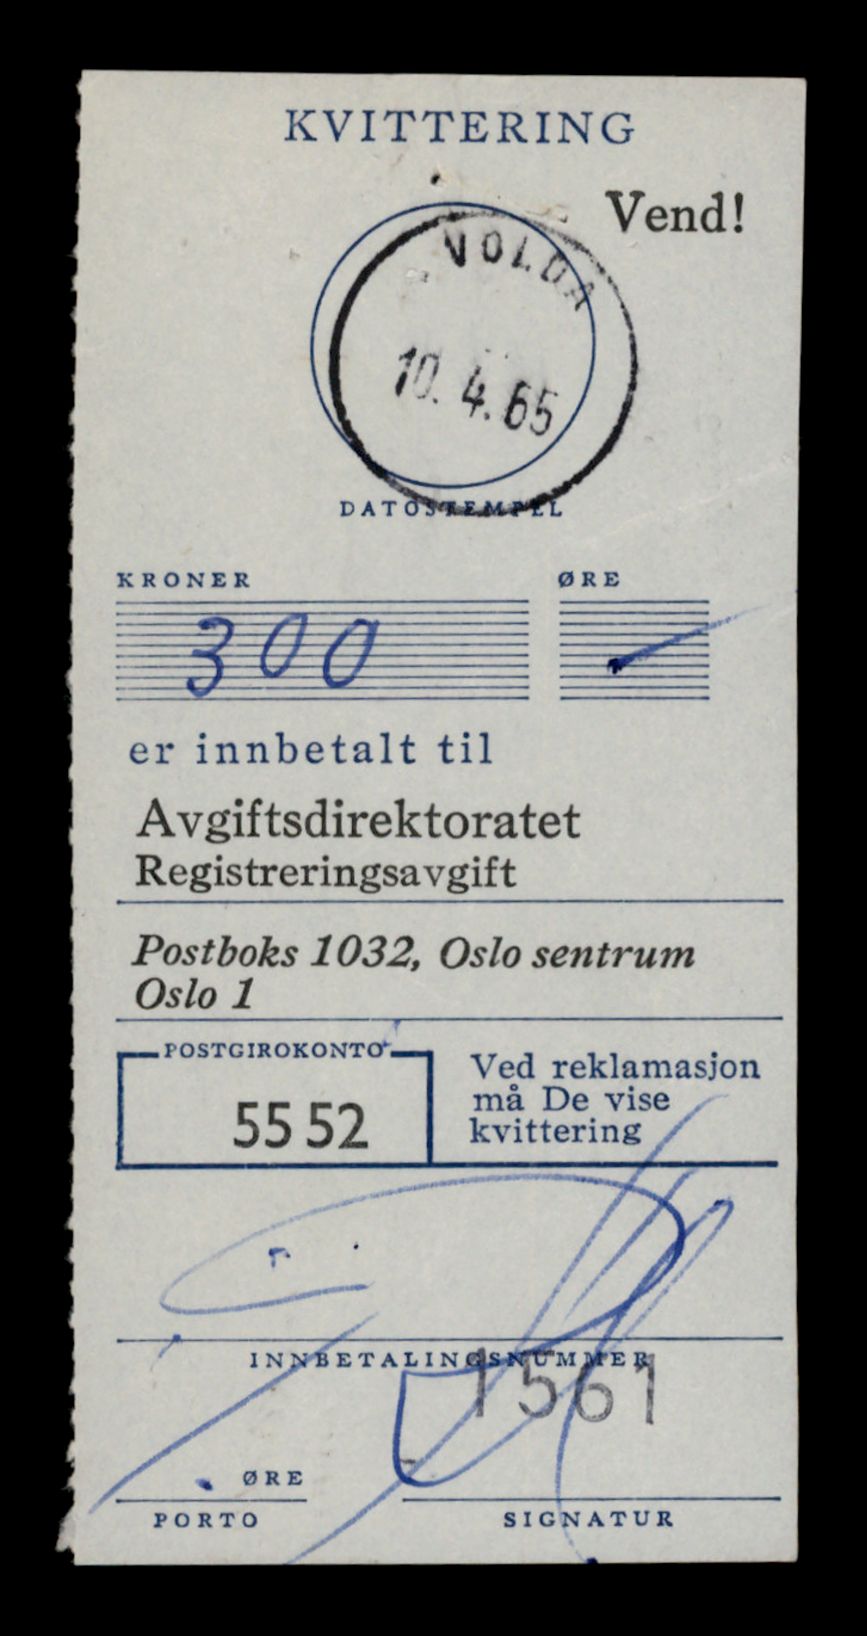 KVITTERING
Vend!
VOLDA
10. 4. 65
DATOSTEMPEL
KRONER ØRE
300 —
er innbetalt til
Avgiftsdirektoratet
Registreringsavgift
Postboks 1032, Oslo sentrum
Oslo 1
POSTGIROKONTO
55 52
Ved reklamasjon
må De vise
kvittering
INNBETALINGSNUMMER
1561
ØRE
PORTO
SIGNATUR